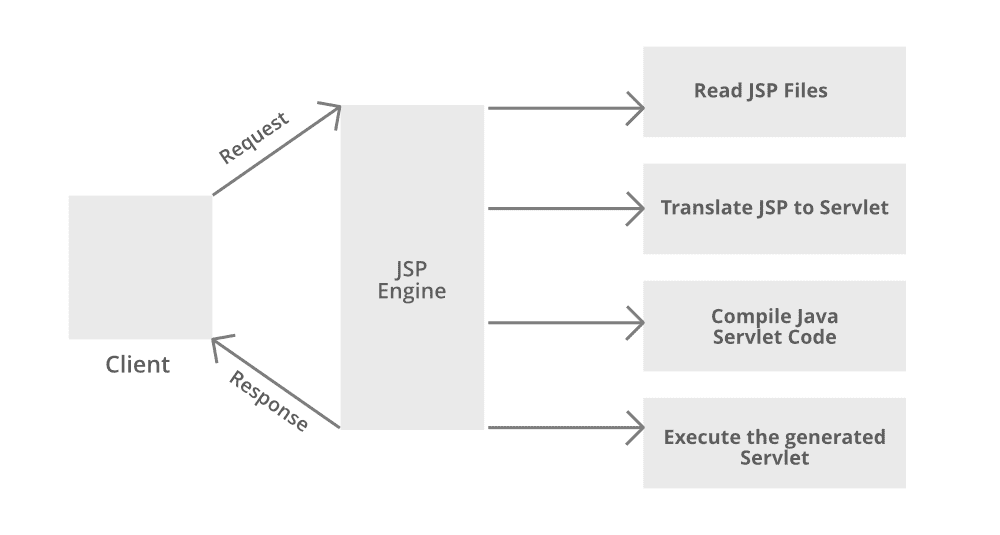 Request
Client
Response
JSP
Engine
Read JSP Files
Translate JSP to Servlet
Compile Java
Servlet Code
Execute the generated
Servlet